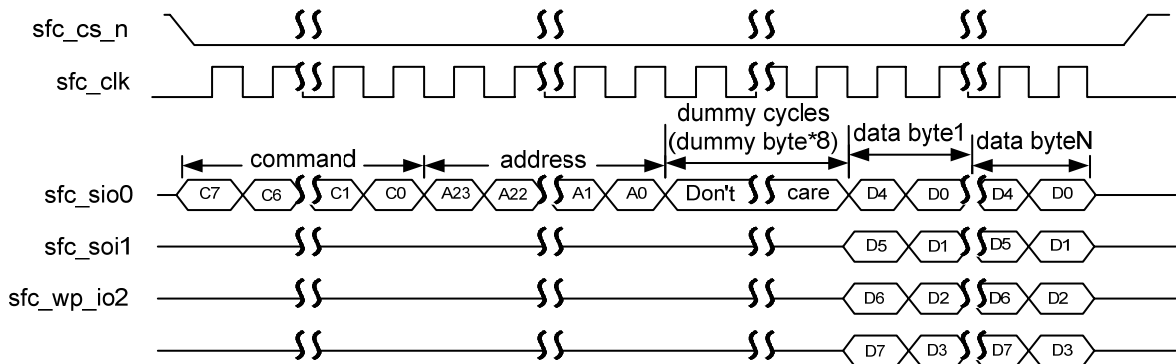 sfc_cs_n
sfc_clk
dummy cycles
(dummy byte*8)
command address data byte1 data byteN
sfc_sio0 C7 C6 C1 C0 A23 A22 A1 A0 Don't care D4 D0 D4 D0
sfc_soi1 D5 D1 D5 D1
sfc_wp_io2 D6 D2 D6 D2
D7 D3 D7 D3